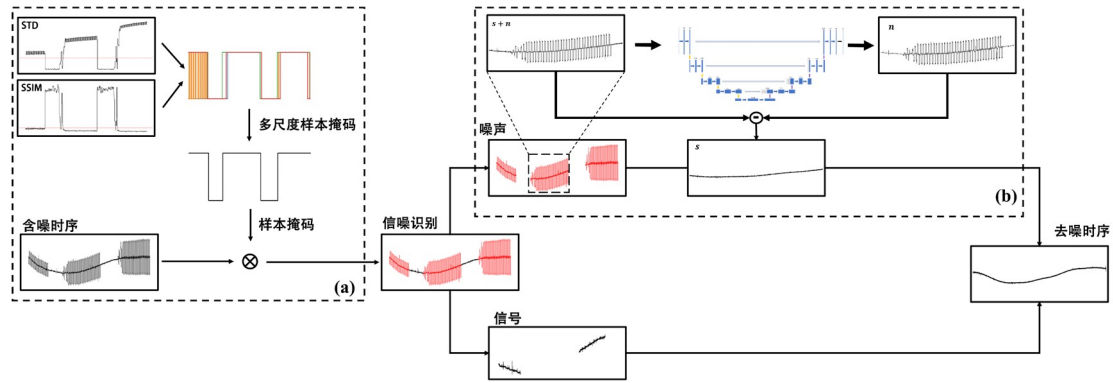 STD
SSIM
多尺度样本掩码
样本掩码
含噪时序
(a)
s + n
n
噪声
s
(b)
信噪识别
去噪时序
信号